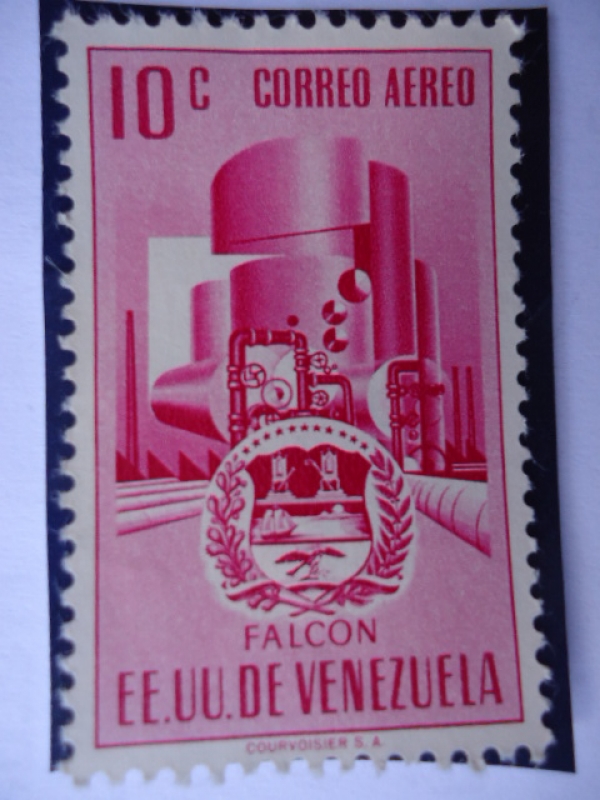 10 C CORREO AEREO
FALCON
EE.UU. DE VENEZUELA
COURVOISIER S. A.